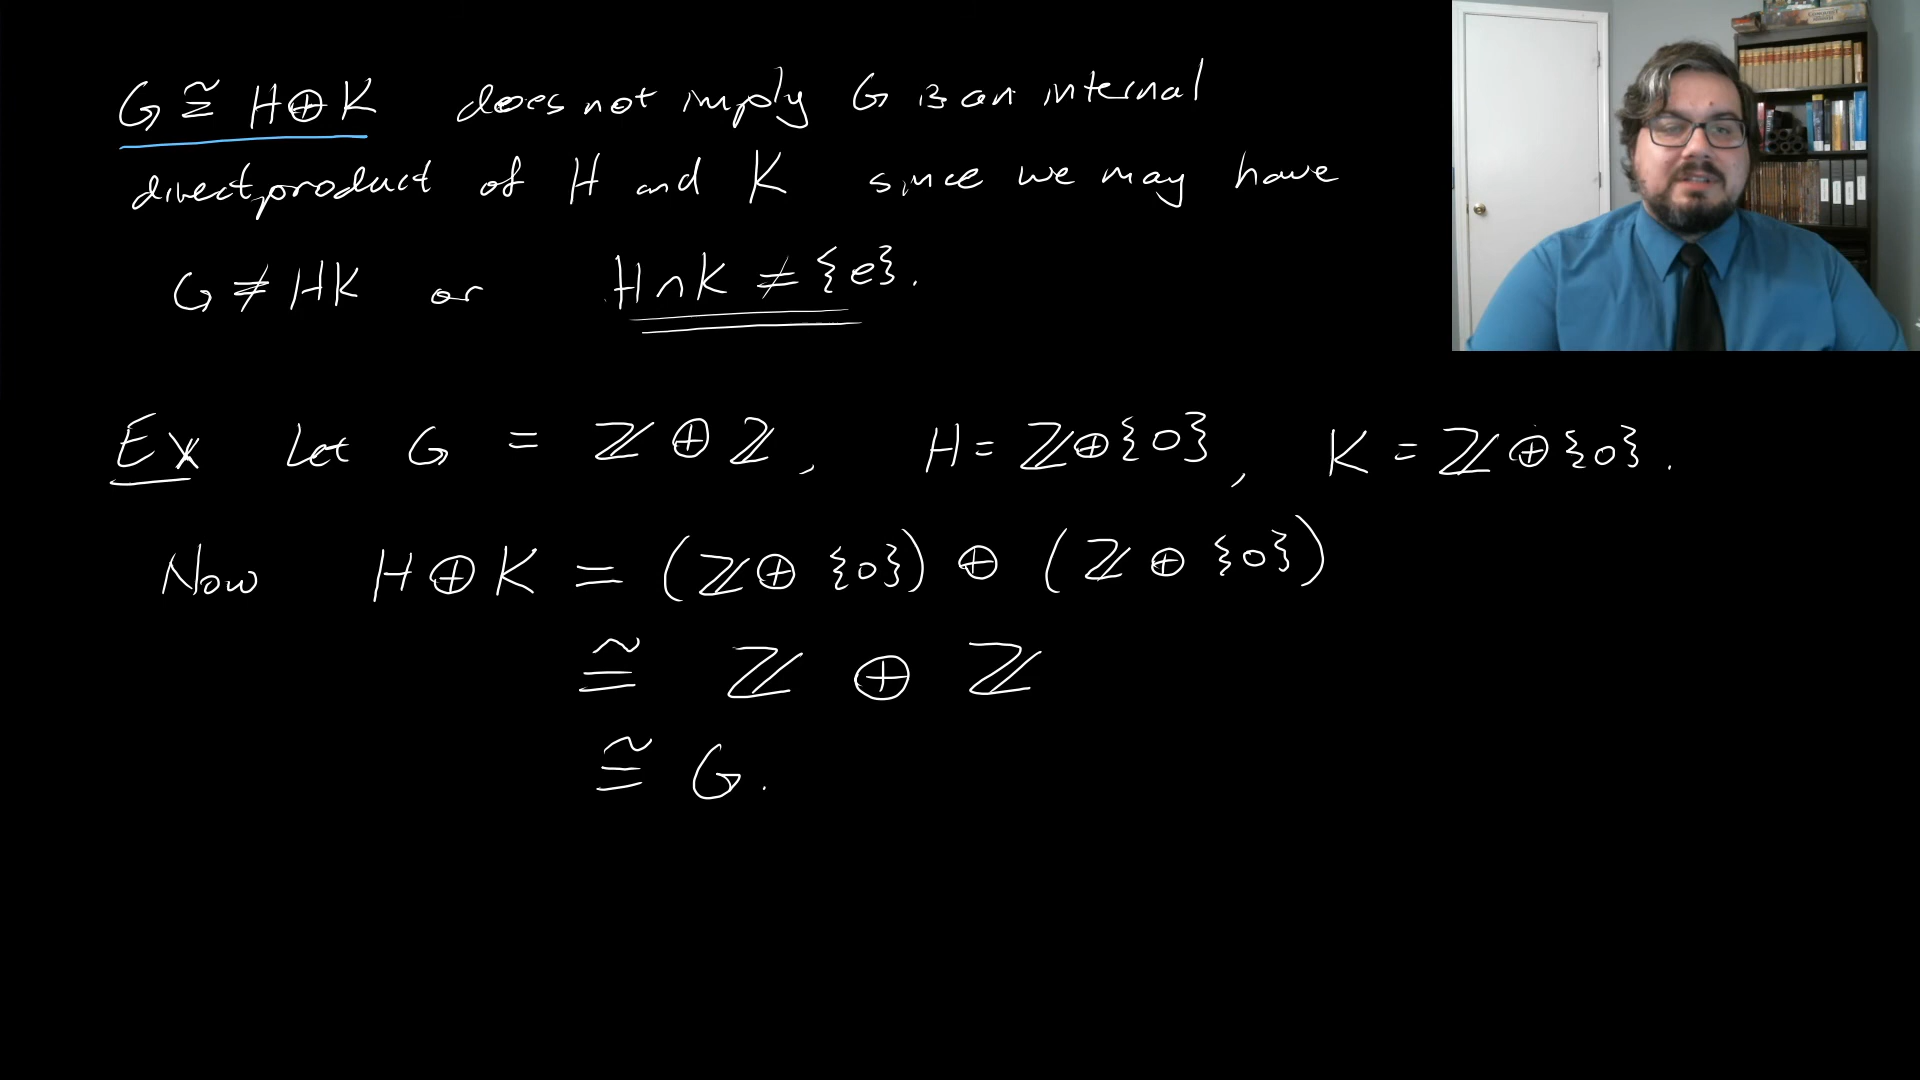 G ≅ H⊕K does not imply G is an internal
direct product of H and K since we may have
G ≠ HK or H∩K ≠ {e}.
Ex Let G = ℤ ⊕ ℤ, H = ℤ⊕{0}, K = ℤ⊕{0}.
Now H⊕K = (ℤ⊕{0}) ⊕ (ℤ⊕{0})
≅ ℤ ⊕ ℤ
≅ G.